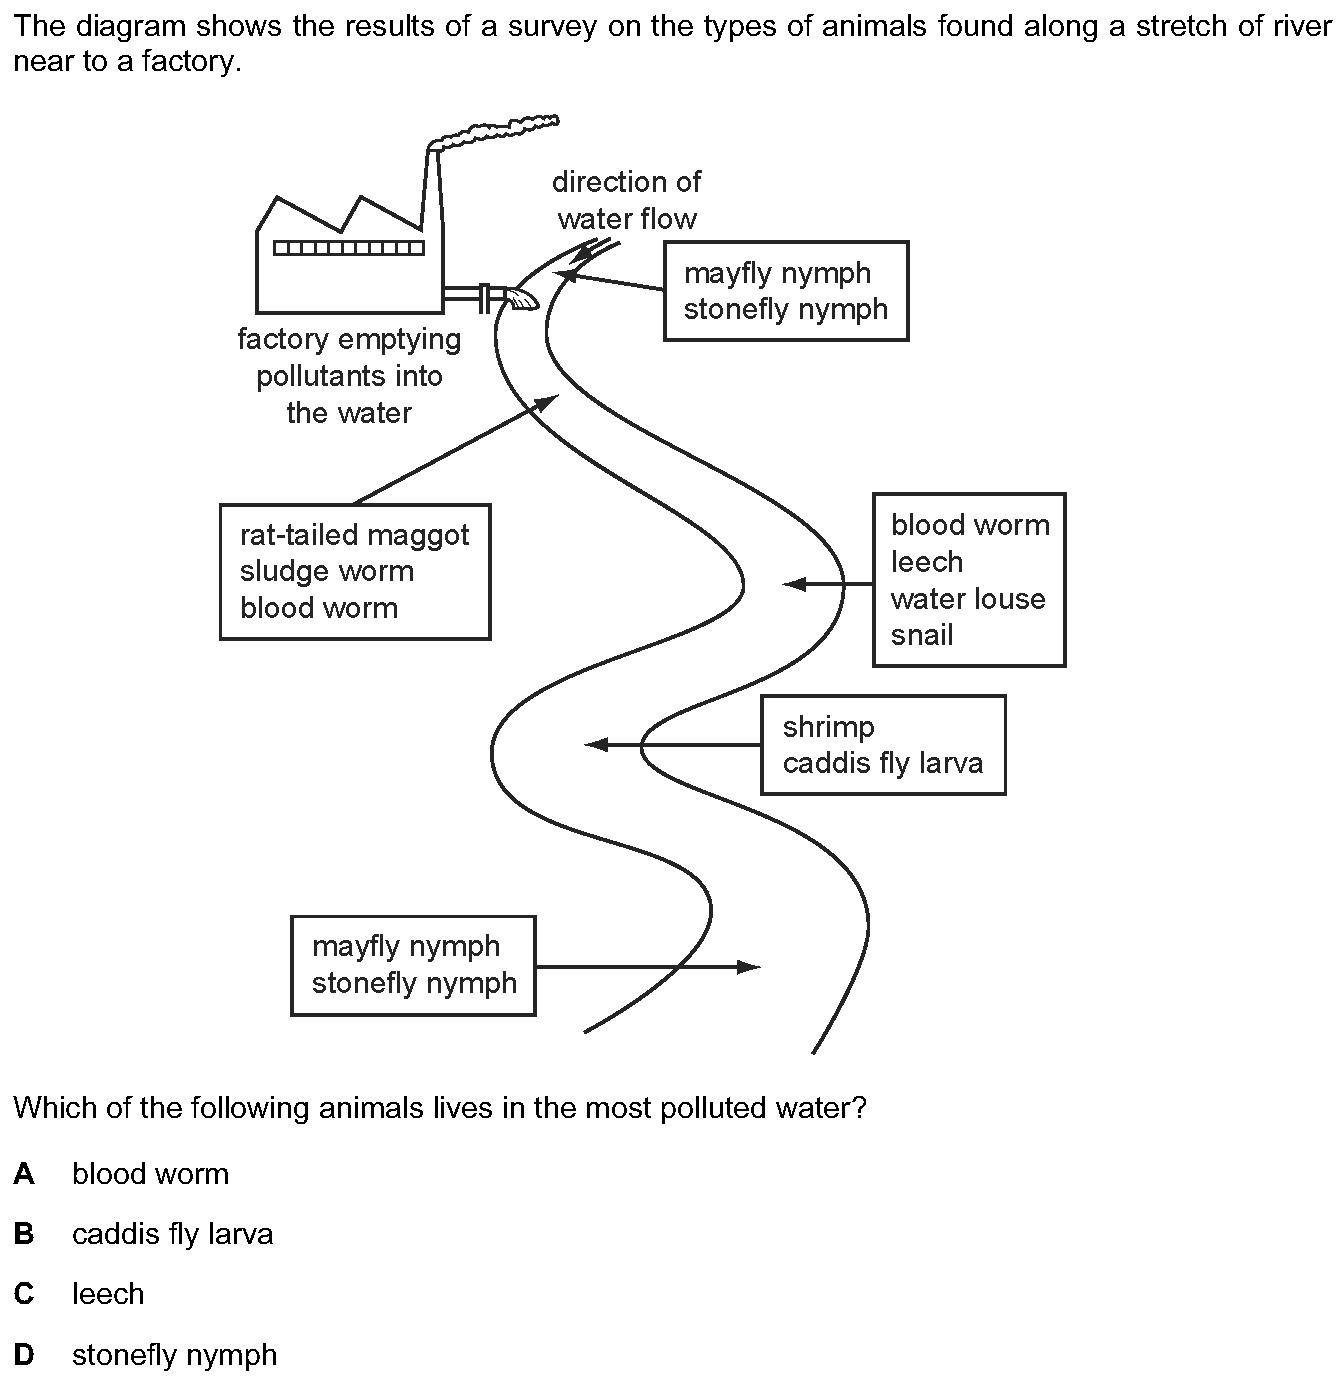 The diagram shows the results of a survey on the types of animals found along a stretch of river
near to a factory.
direction of
water flow
mayfly nymph
stonefly nymph
factory emptying
pollutants into
the water
rat-tailed maggot
sludge worm
blood worm
blood worm
leech
water louse
snail
shrimp
caddis fly larva
mayfly nymph
stonefly nymph
Which of the following animals lives in the most polluted water?
A blood worm
B caddis fly larva
C leech
D stonefly nymph